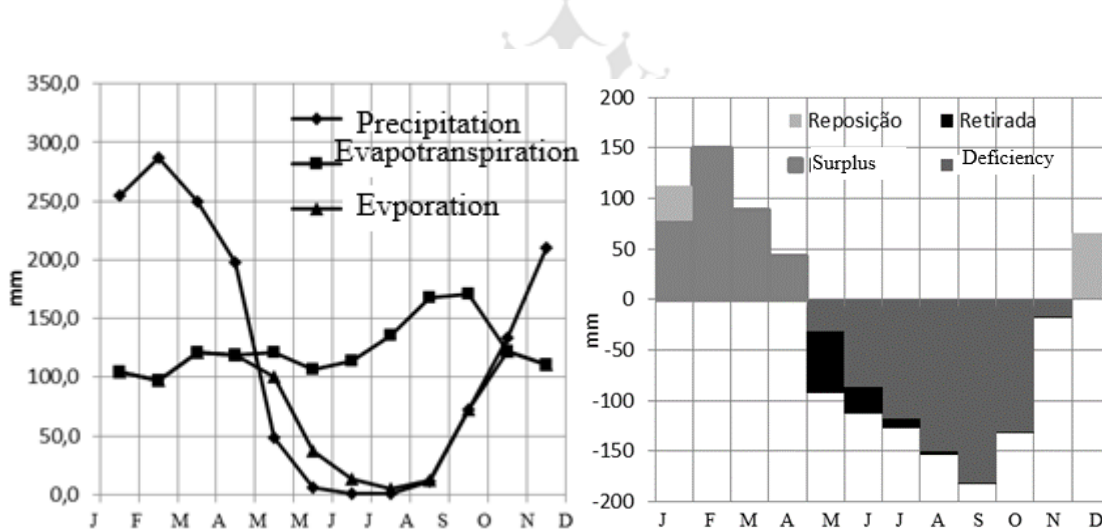 350,0
300,0
250,0
200,0
150,0
100,0
50,0
0,0
mm
Precipitation
Evapotranspiration
Evporation
J F M A M J J A S O N D
200
150
100
50
0
-50
-100
-150
-200
mm
Reposição Retirada
Surplus Deficiency
J F M A M J J A S O N D